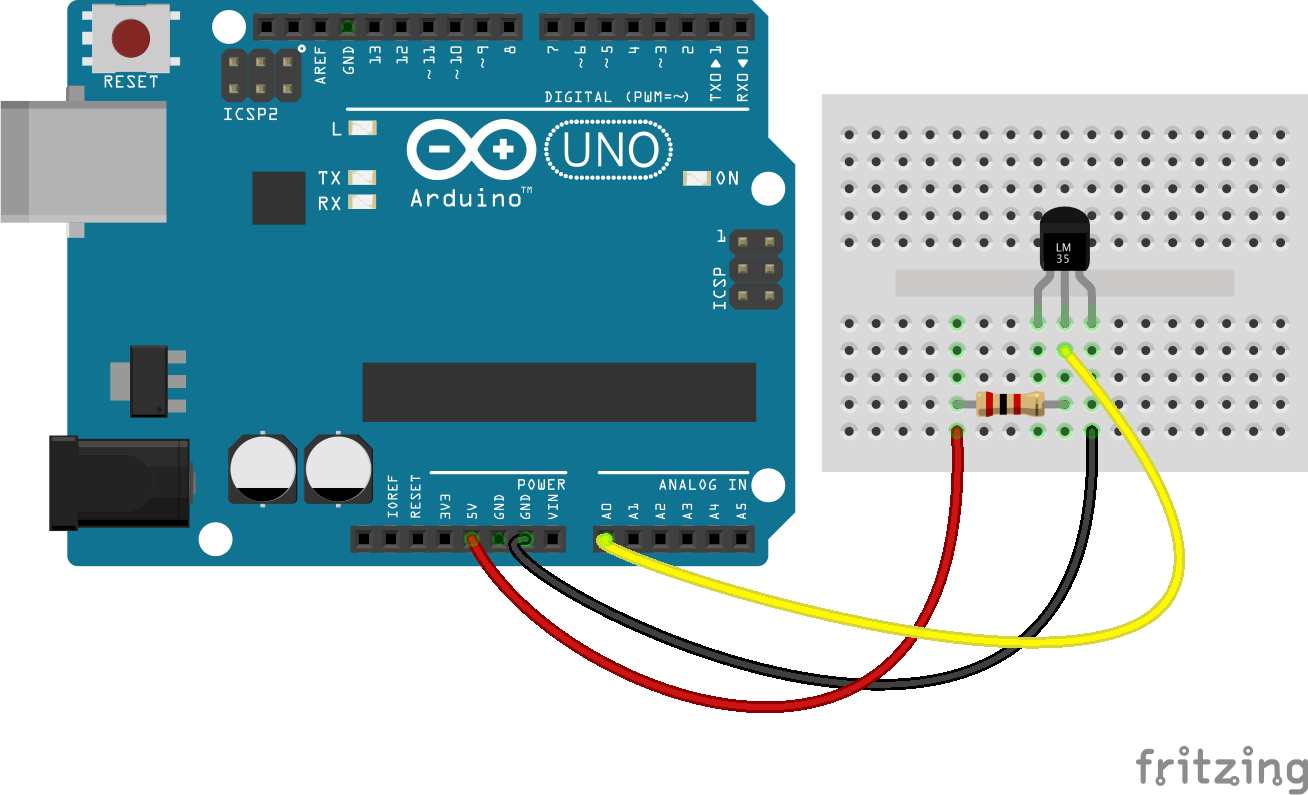 RESET
ICSP2
AREF
GND
13
12
~11
~10
~9
8
7
~6
~5
4
~3
2
TX0▶1
RX0◀0
DIGITAL (PWM=~)
L
TX
RX
Arduino™
UNO
ON
1
ICSP
LM
35
IOREF
RESET
3V3
5V
GND
GND
VIN
POWER
ANALOG IN
A0
A1
A2
A3
A4
A5
fritzing